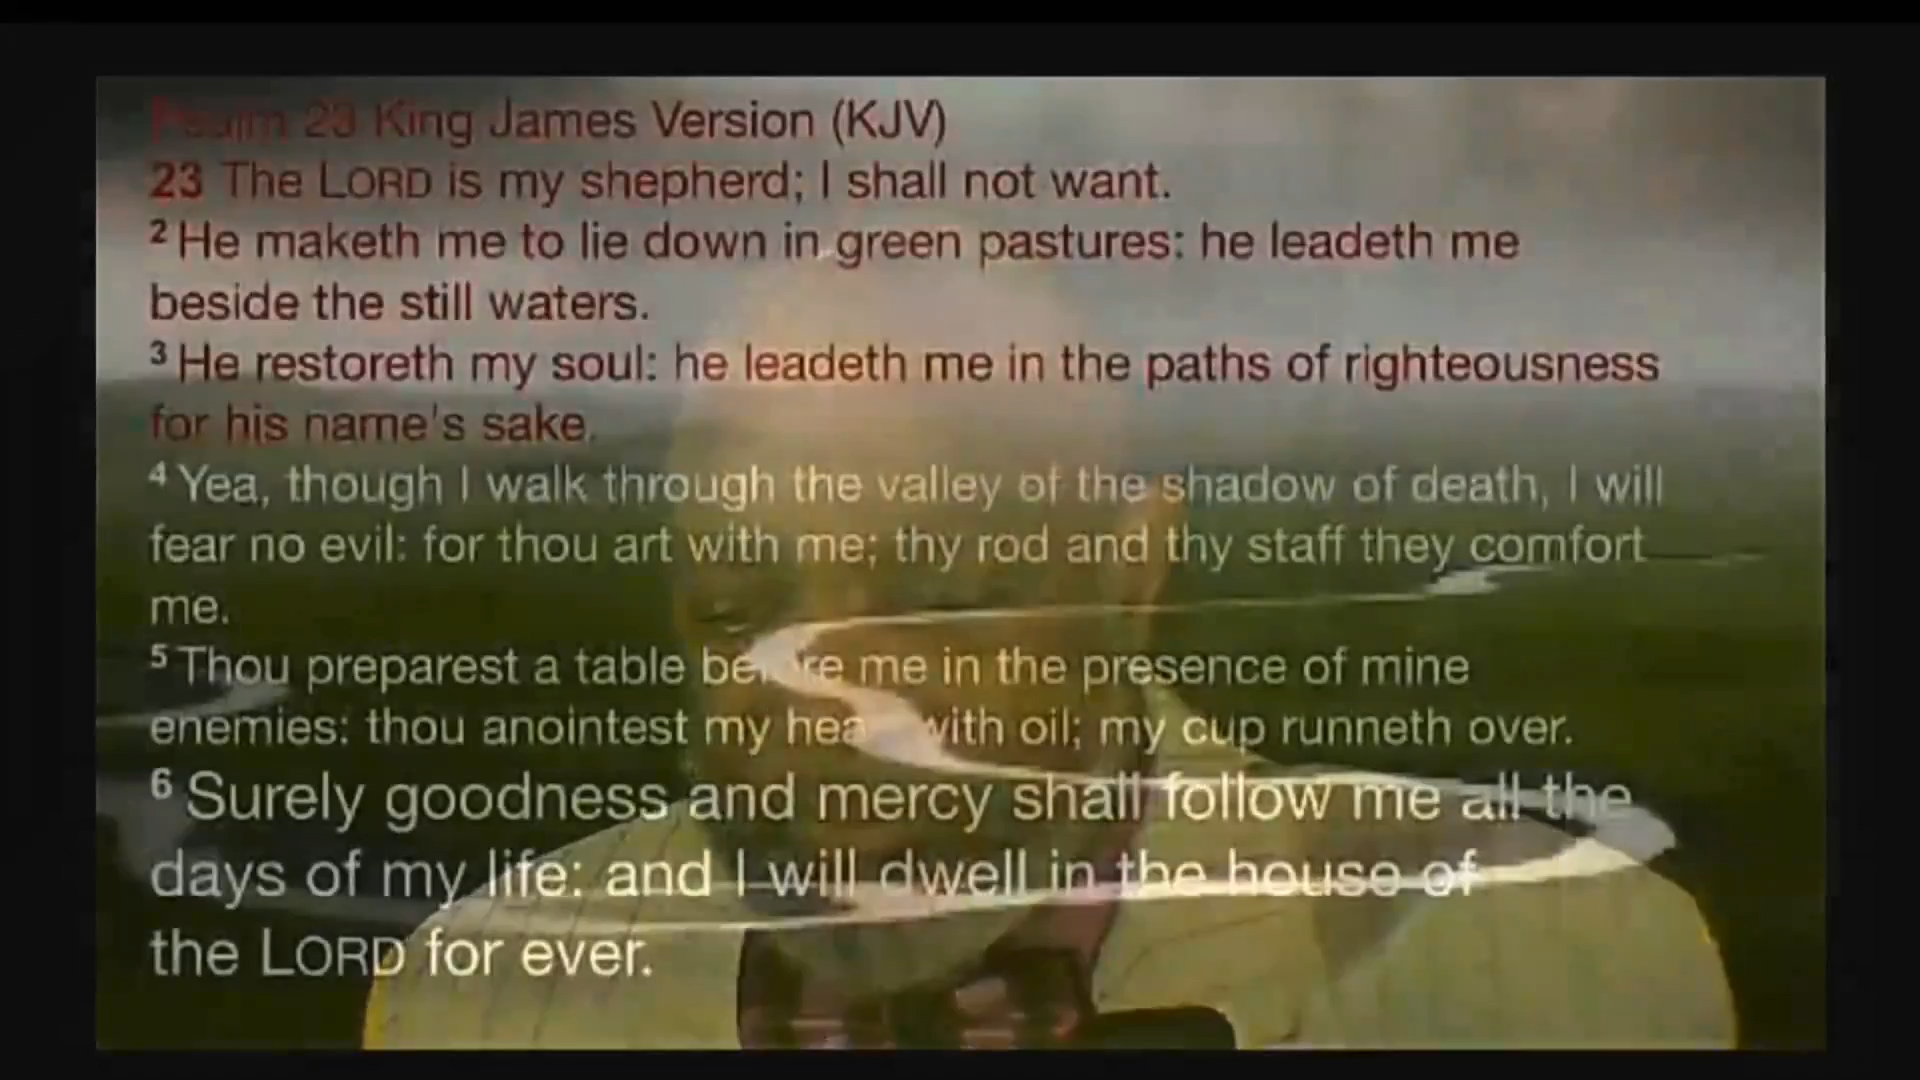 Psalm 23 King James Version (KJV)
23 The LORD is my shepherd; I shall not want.
2 He maketh me to lie down in green pastures: he leadeth me
beside the still waters.
3 He restoreth my soul: he leadeth me in the paths of righteousness
for his name's sake.
4 Yea, though I walk through the valley of the shadow of death, I will
fear no evil: for thou art with me; thy rod and thy staff they comfort
me.
5 Thou preparest a table before me in the presence of mine
enemies: thou anointest my head with oil; my cup runneth over.
6 Surely goodness and mercy shall follow me all the
days of my life: and I will dwell in the house of
the LORD for ever.